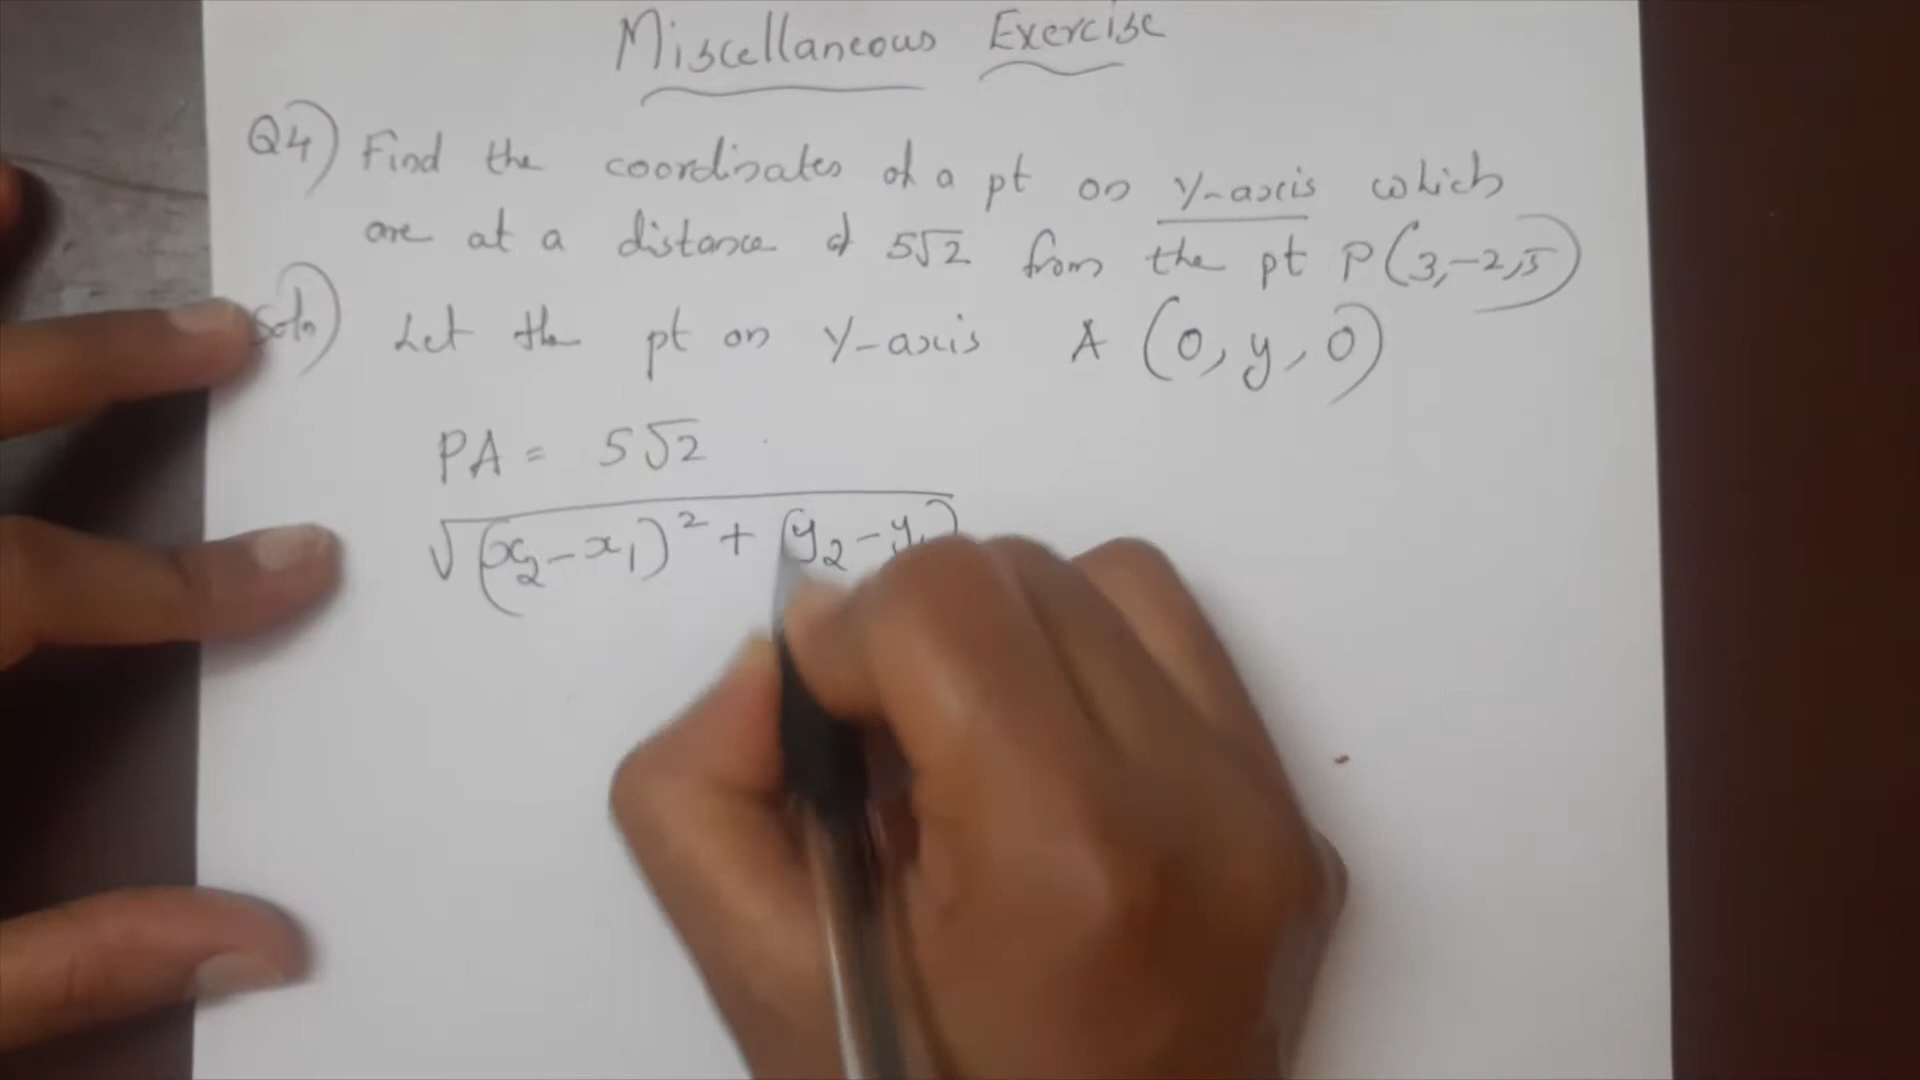 Miscellaneous Exercise
Q4) Find the coordinates of a pt on y-axis which
are at a distance of 5√2 from the pt P(3,-2,5)
Soln) Let the pt on Y-axis A (0, y, 0)
PA = 5√2
√(x₂-x₁)² + (y₂-y₁)